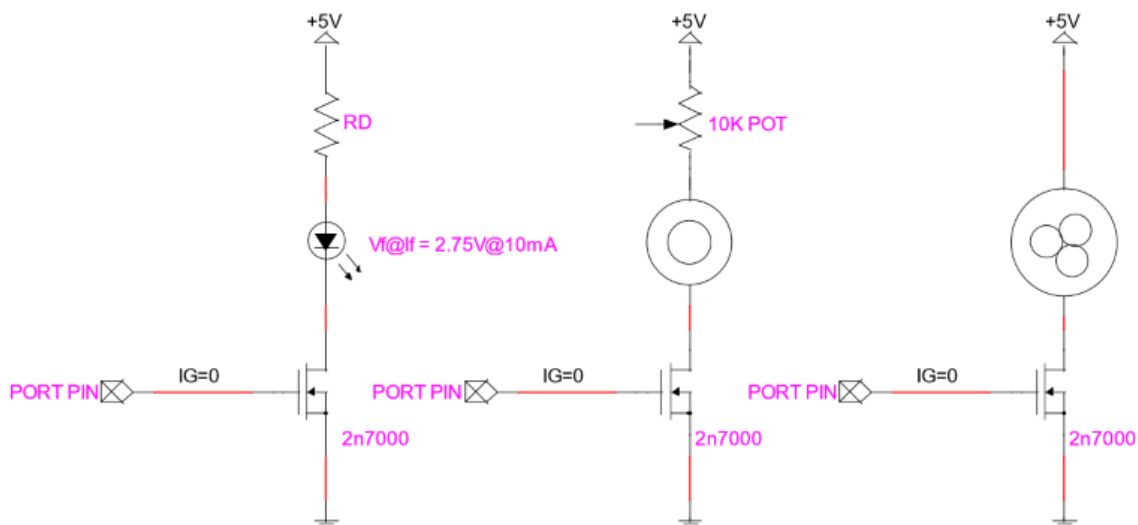 +5V
+5V
+5V
RD
10K POT
Vf@If = 2.75V@10mA
PORT PIN
IG=0
PORT PIN
IG=0
PORT PIN
IG=0
2n7000
2n7000
2n7000